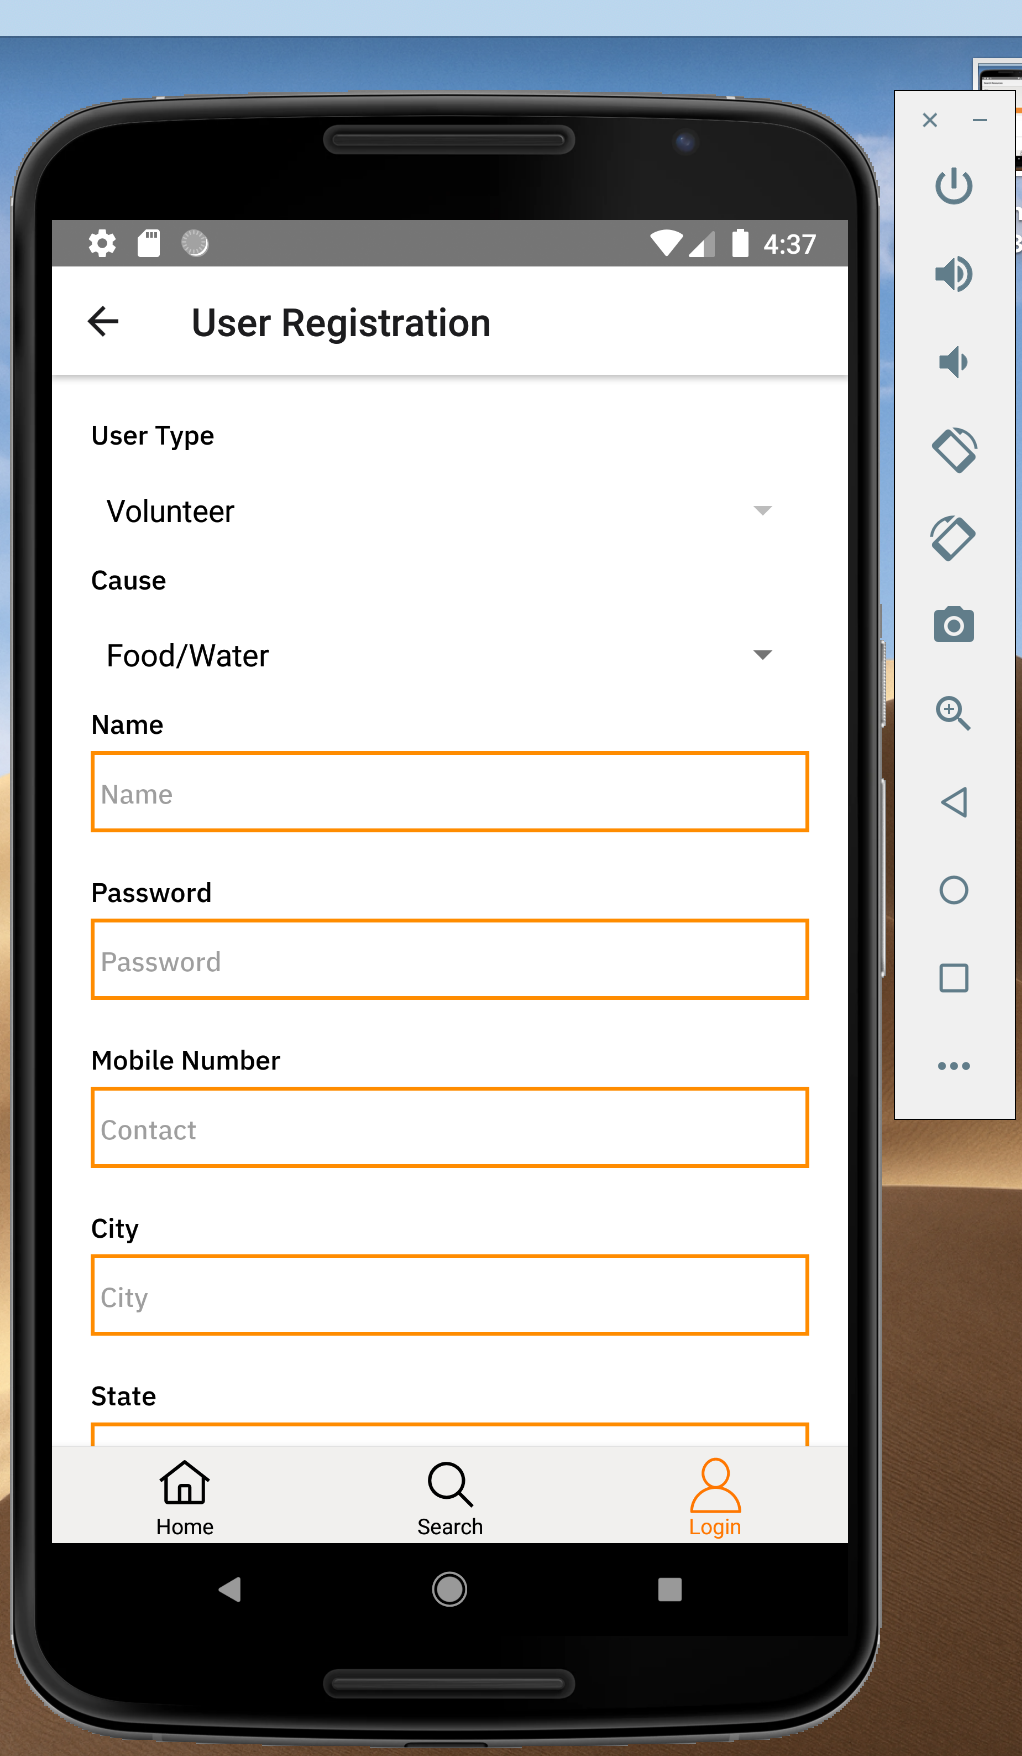 4:37
User Registration
User Type
Volunteer
Cause
Food/Water
Name
Name
Password
Password
Mobile Number
Contact
City
City
State
Home
Search
Login